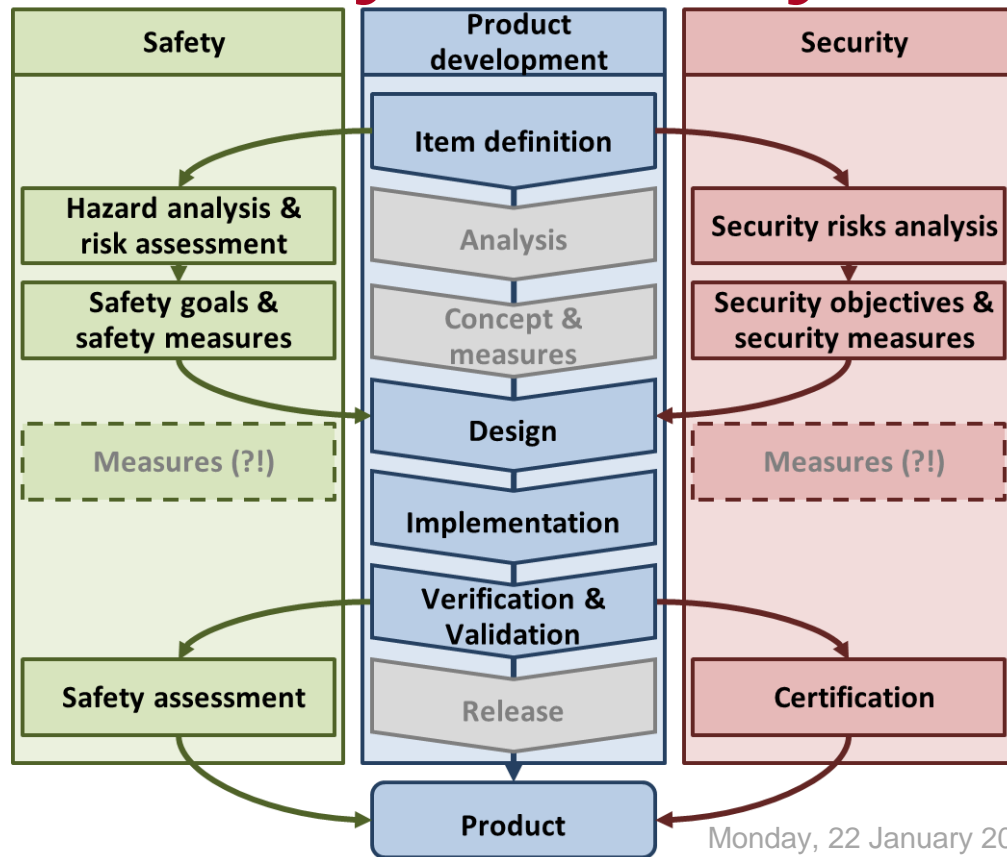 Safety
Product
development
Security
Item definition
Hazard analysis &
risk assessment
Analysis
Security risks analysis
Safety goals &
safety measures
Concept &
measures
Security objectives &
security measures
Design
Measures (?!)
Measures (?!)
Implementation
Verification &
Validation
Safety assessment
Release
Certification
Product
Monday, 22 January 20